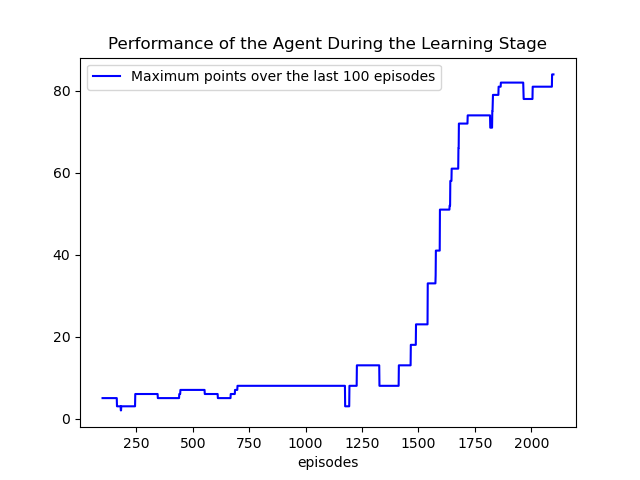 Performance of the Agent During the Learning Stage
Maximum points over the last 100 episodes
80
60
40
20
0
250 500 750 1000 1250 1500 1750 2000
episodes